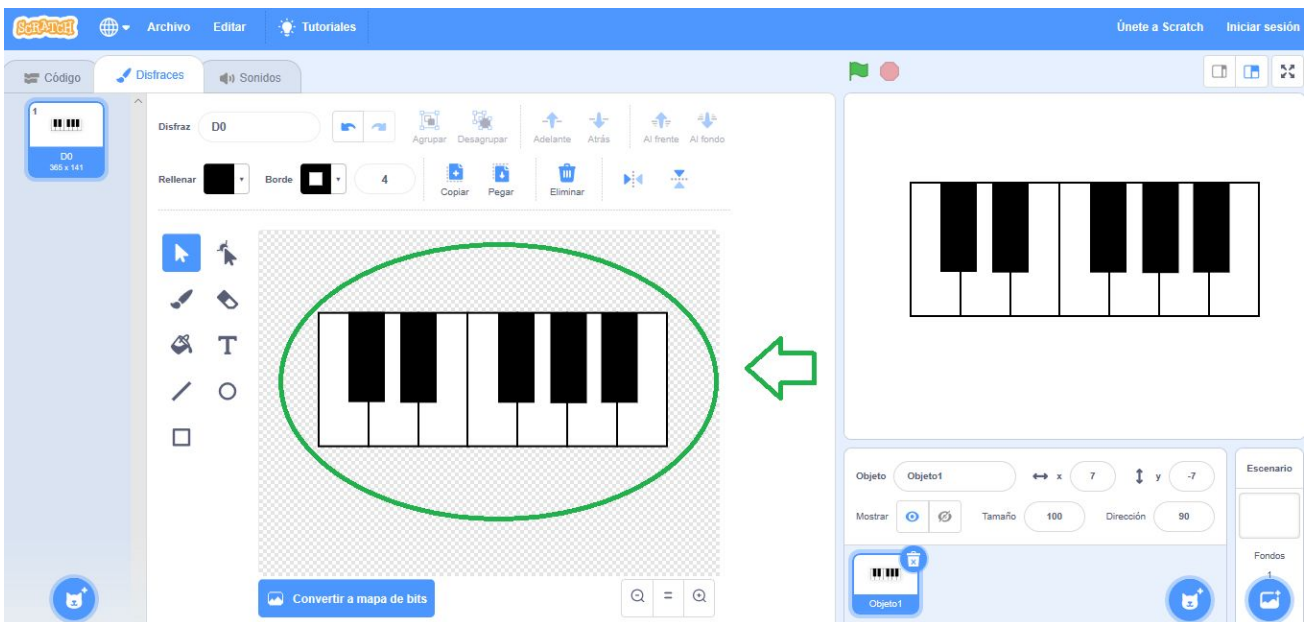 SCRATCH Archivo Editar Tutoriales Únete a Scratch Iniciar sesión
Código Disfraces Sonidos
1
D0
365 x 141
Disfraz D0 Agrupar Desagrupar Adelante Atrás Al frente Al fondo
Rellenar Borde 4 Copiar Pegar Eliminar
T
Convertir a mapa de bits =
Objeto Objeto1 x 7 y -7
Mostrar Tamaño 100 Dirección 90
Objeto1
Escenario
Fondos
1